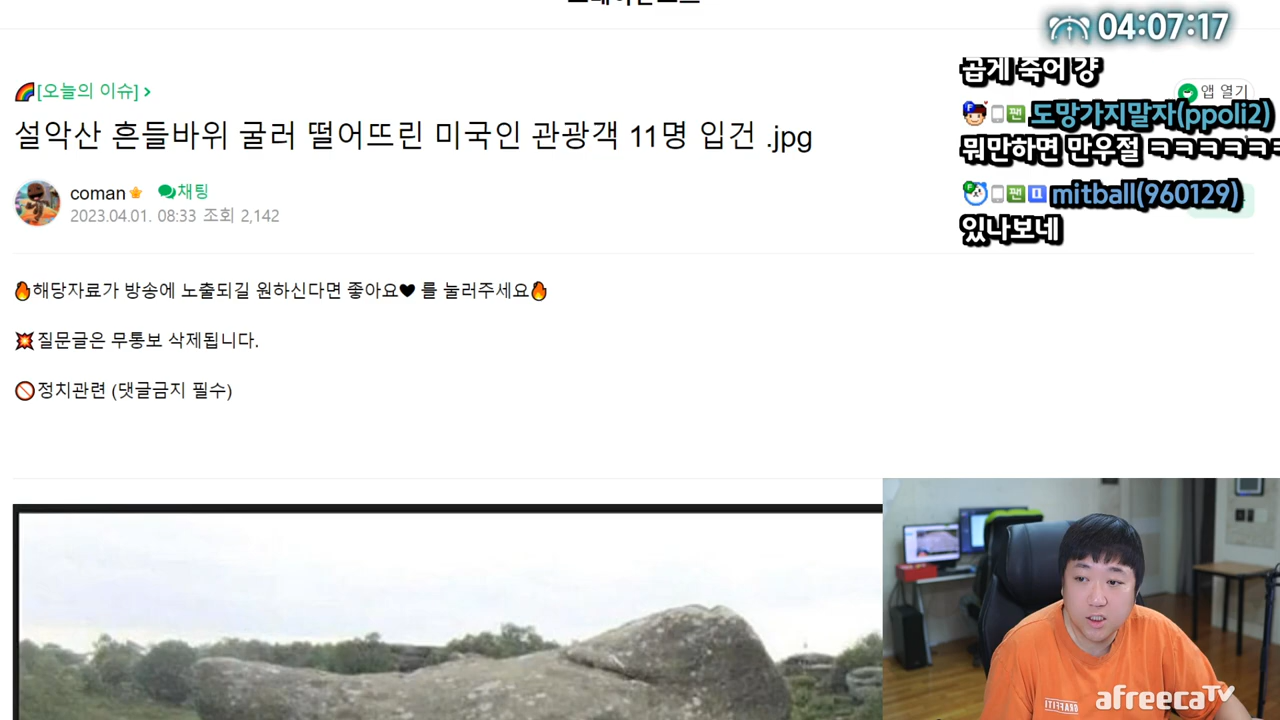 04:07:17
🌈[오늘의 이슈] >
설악산 흔들바위 굴러 떨어뜨린 미국인 관광객 11명 입건 .jpg
coman
채팅
2023.04.01. 08:33 조회 2,142
앱 열기
곱게 죽어 걍
도망가지말자(ppoli2)
뭐만하면 만우절 ㅋㅋㅋㅋㅋㅋ
mitball(960129)
있나보네
🔥해당자료가 방송에 노출되길 원하신다면 좋아요🖤 를 눌러주세요🔥
💥질문글은 무통보 삭제됩니다.
🚫정치관련 (댓글금지 필수)
GRAFFITI
afreecaTV